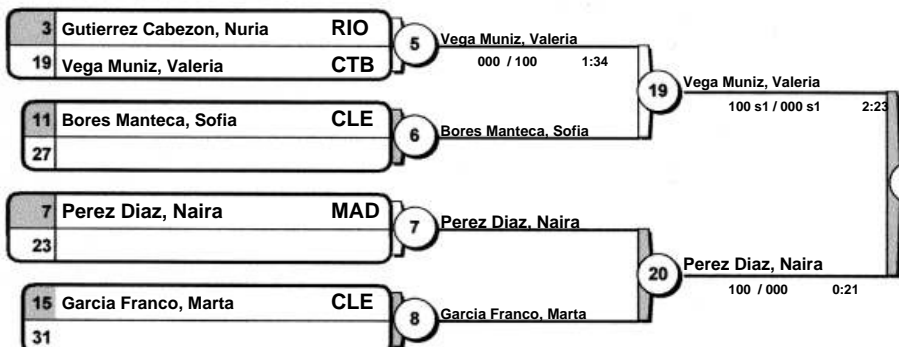 3 Gutierrez Cabezon, Nuria RIO
19 Vega Muniz, Valeria CTB
5
Vega Muniz, Valeria
000 / 100 1:34
11 Bores Manteca, Sofia CLE
27
6
Bores Manteca, Sofia
19
Vega Muniz, Valeria
100 s1 / 000 s1 2:23
7 Perez Diaz, Naira MAD
23
7
Perez Diaz, Naira
15 Garcia Franco, Marta CLE
31
8
Garcia Franco, Marta
20
Perez Diaz, Naira
100 / 000 0:21